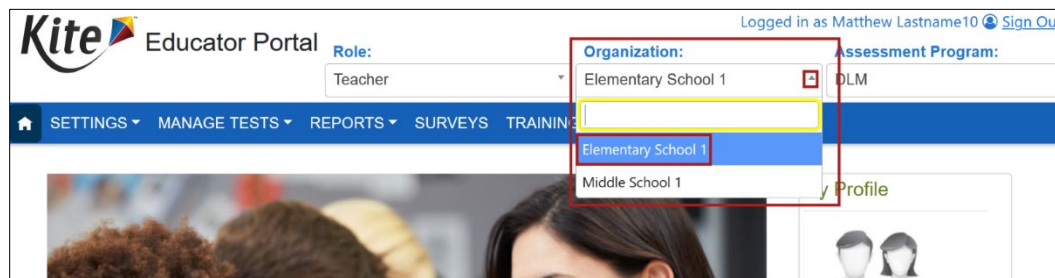 Logged in as Matthew Lastname10 Sign Ou
Kite Educator Portal
Role: Organization: Assessment Program:
Teacher Elementary School 1 DLM
SETTINGS MANAGE TESTS REPORTS SURVEYS TRAINING
Elementary School 1
Middle School 1
y Profile